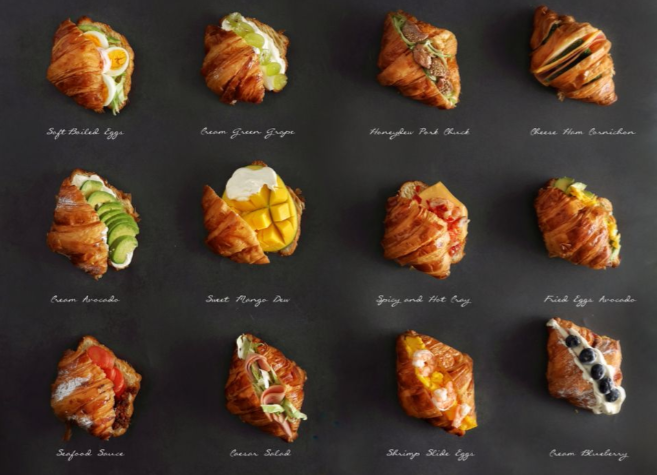 Soft Boiled Eggs
Cream Green Grape
Honeydew Pork Chuck
Cheese Ham Cornichon
Cream Avocado
Sweet Mango Dew
Spicy and Hot Cray
Fried Eggs Avocado
Seafood Sauce
Caesar Salad
Shrimp Slide Eggs
Cream Blueberry